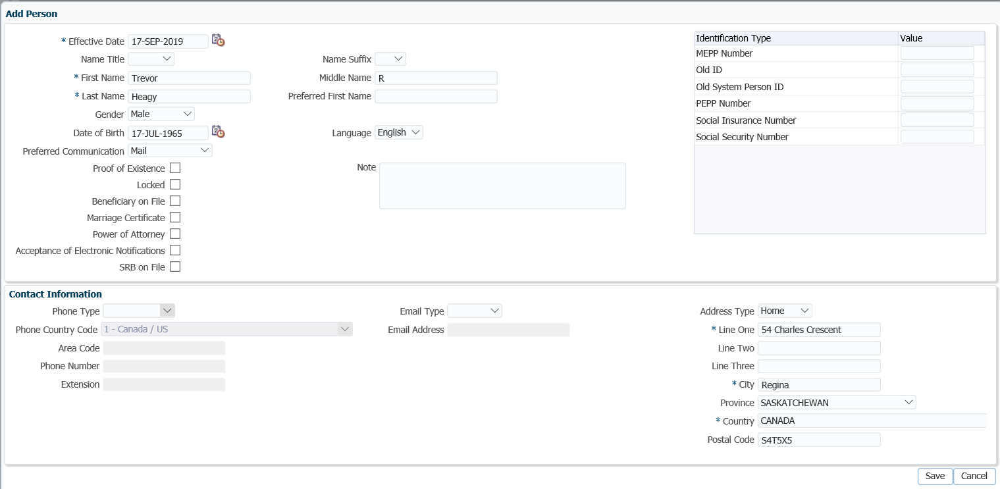 Add Person
* Effective Date 17-SEP-2019
Name Title
Name Suffix
* First Name Trevor
Middle Name R
* Last Name Heagy
Preferred First Name
Gender Male
Date of Birth 17-JUL-1965
Language English
Preferred Communication Mail
Proof of Existence
Note
Locked
Beneficiary on File
Marriage Certificate
Power of Attorney
Acceptance of Electronic Notifications
SRB on File
Identification Type Value
MEPP Number
Old ID
Old System Person ID
PEPP Number
Social Insurance Number
Social Security Number
Contact Information
Phone Type
Phone Country Code 1 - Canada / US
Area Code
Phone Number
Extension
Email Type
Email Address
Address Type Home
* Line One 54 Charles Crescent
Line Two
Line Three
* City Regina
Province SASKATCHEWAN
* Country CANADA
Postal Code S4T5X5
Save Cancel